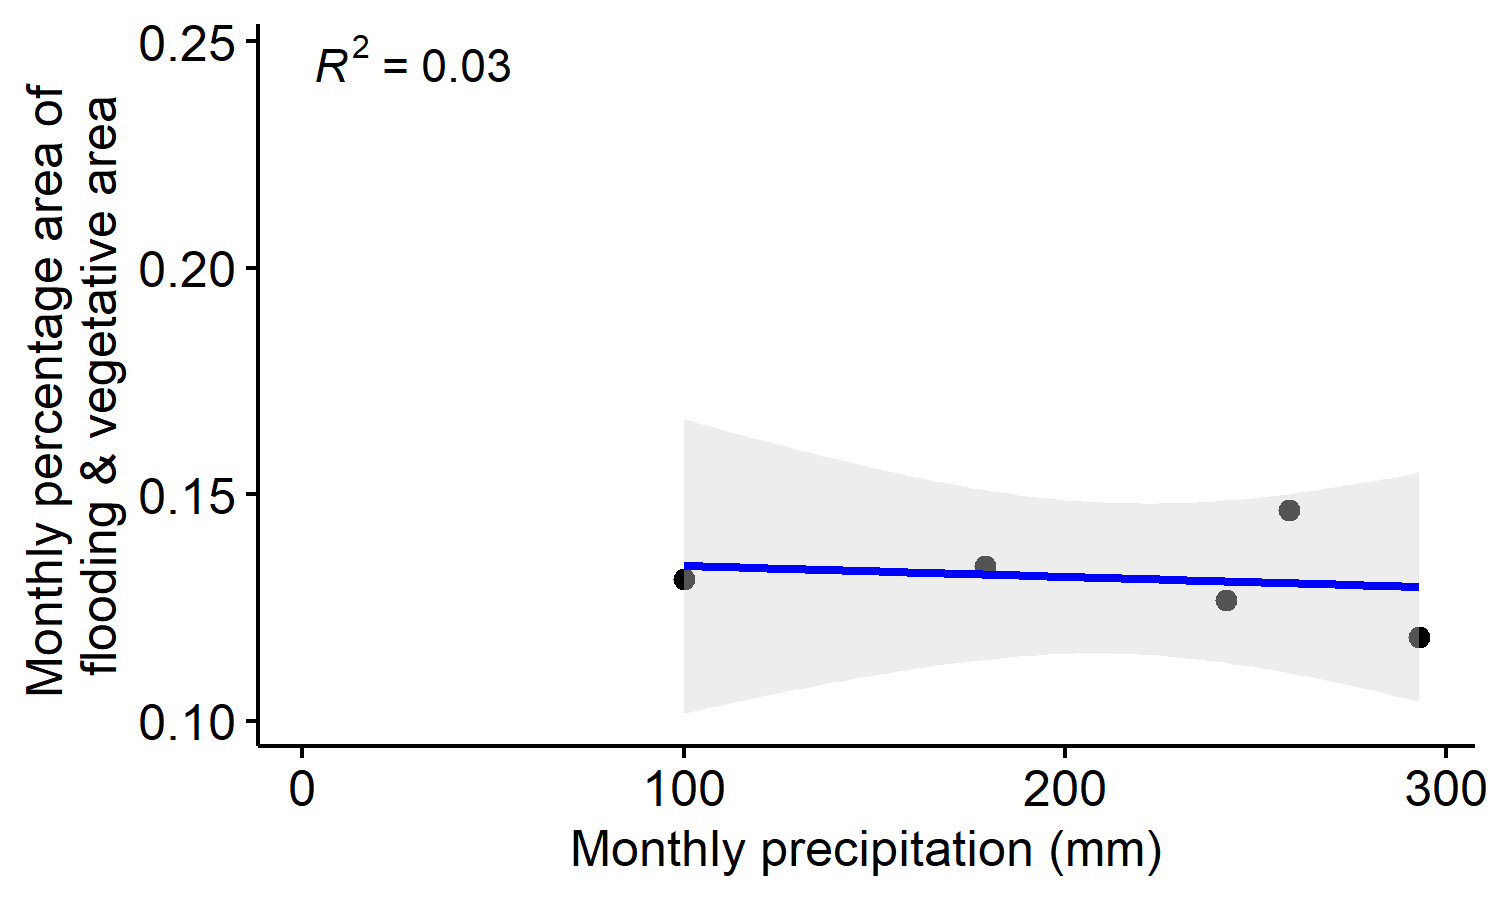 R² = 0.03
Monthly percentage area of
flooding & vegetative area
0.25
0.20
0.15
0.10
0 100 200 300
Monthly precipitation (mm)